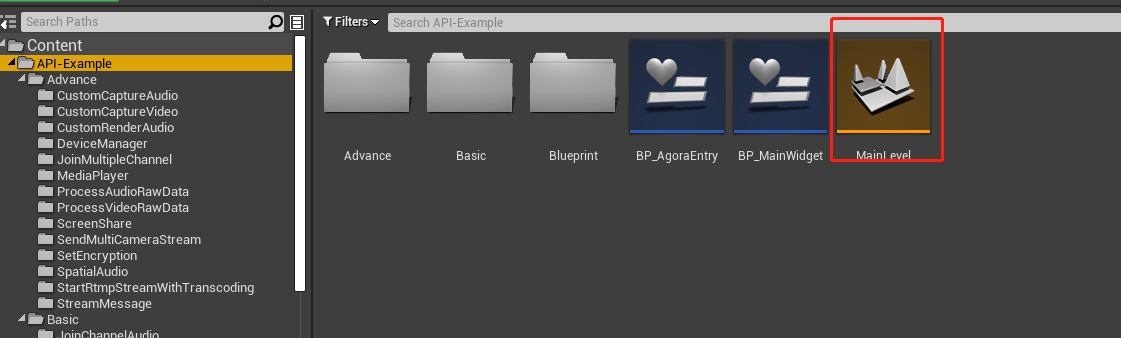 Search Paths
Content
API-Example
Advance
CustomCaptureAudio
CustomCaptureVideo
CustomRenderAudio
DeviceManager
JoinMultipleChannel
MediaPlayer
ProcessAudioRawData
ProcessVideoRawData
ScreenShare
SendMultiCameraStream
SetEncryption
SpatialAudio
StartRtmpStreamWithTranscoding
StreamMessage
Basic
JoinChannelAudio
Filters
Search API-Example
Advance
Basic
Blueprint
BP_AgoraEntry
BP_MainWidget
MainLevel